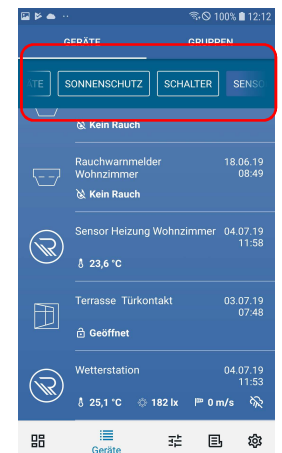 100% 12:12
GERÄTE GRUPPEN
TE SONNENSCHUTZ SCHALTER SENSO
Kein Rauch
Rauchwarnmelder 18.06.19
Wohnzimmer 08:49
Kein Rauch
Sensor Heizung Wohnzimmer 04.07.19
11:58
23,6 °C
Terrasse Türkontakt 03.07.19
07:48
Geöffnet
Wetterstation 04.07.19
11:53
25,1 °C 182 lx 0 m/s
Geräte